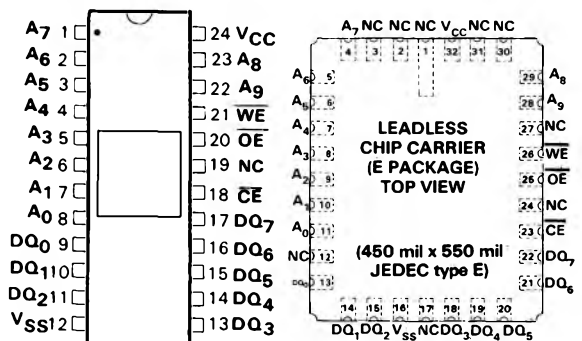 A7 1
A6 2
A5 3
A4 4
A3 5
A2 6
A1 7
A0 8
DQ0 9
DQ1 10
DQ2 11
VSS 12
24 VCC
23 A8
22 A9
21 WE
20 OE
19 NC
18 CE
17 DQ7
16 DQ6
15 DQ5
14 DQ4
13 DQ3
A7 NC NC NC VCC NC NC
4 3 2 1 32 31 30
A6 5
A5 6
A4 7
A3 8
A2 9
A1 10
A0 11
NC 12
DQ0 13
LEADLESS
CHIP CARRIER
(E PACKAGE)
TOP VIEW
(450 mil x 550 mil
JEDEC type E)
29 A8
28 A9
27 NC
26 WE
25 OE
24 NC
23 CE
22 DQ7
21 DQ6
14 15 16 17 18 19 20
DQ1 DQ2 VSS NC DQ3 DQ4 DQ5